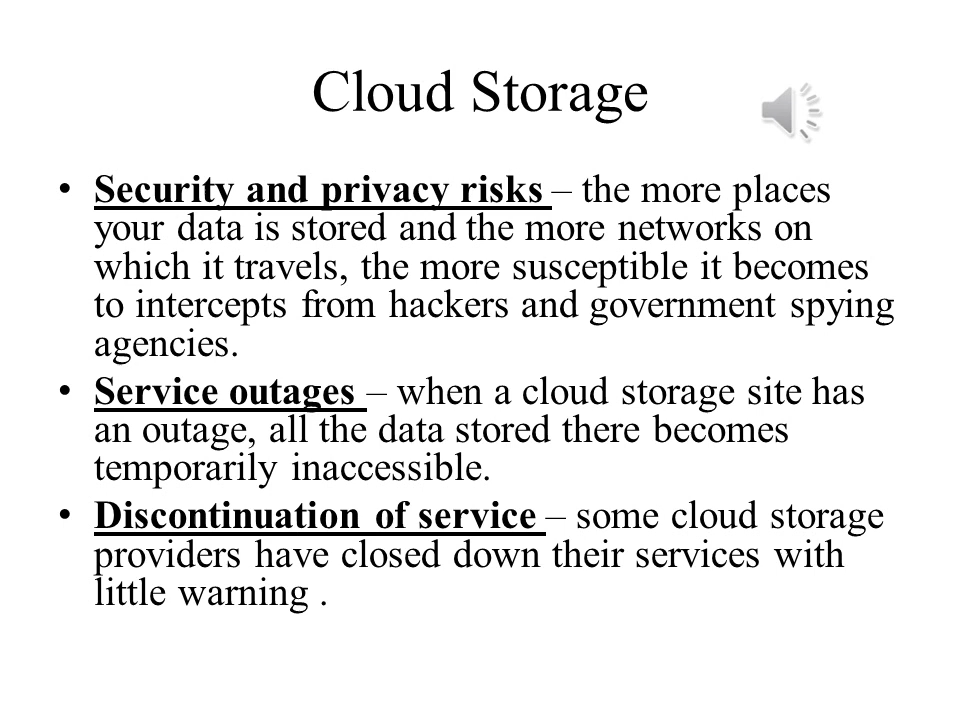 Cloud Storage
• Security and privacy risks – the more places
your data is stored and the more networks on
which it travels, the more susceptible it becomes
to intercepts from hackers and government spying
agencies.
• Service outages – when a cloud storage site has
an outage, all the data stored there becomes
temporarily inaccessible.
• Discontinuation of service – some cloud storage
providers have closed down their services with
little warning .